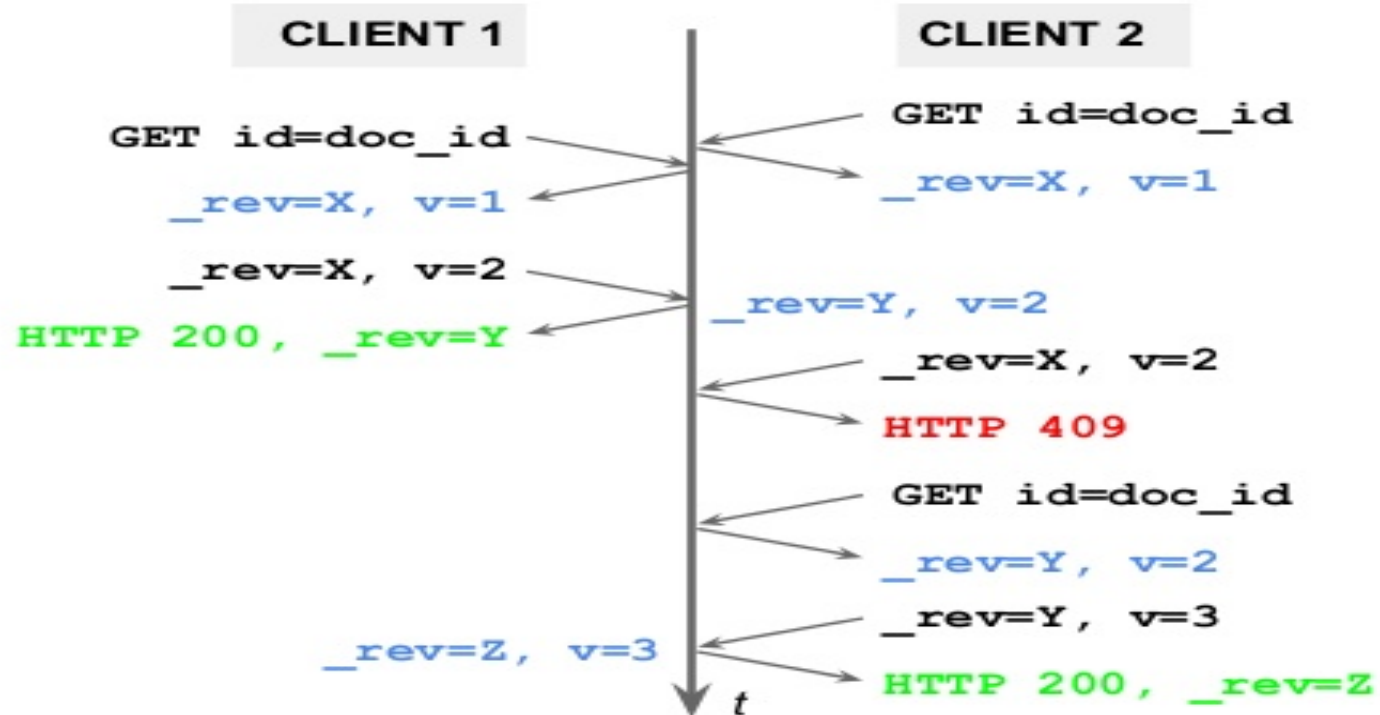 CLIENT 1
CLIENT 2
GET id=doc_id
GET id=doc_id
_rev=X, v=1
_rev=X, v=1
_rev=X, v=2
_rev=Y, v=2
HTTP 200, _rev=Y
_rev=X, v=2
HTTP 409
GET id=doc_id
_rev=Y, v=2
_rev=Y, v=3
_rev=Z, v=3
HTTP 200, _rev=Z
t